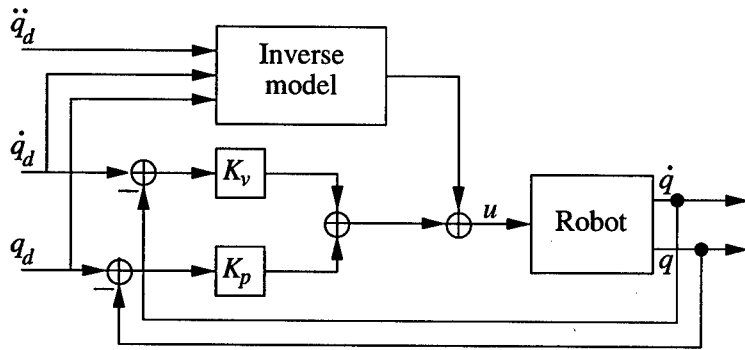 q̈_d
Inverse
model
q̇_d
K_v
q̇
u
Robot
q_d
K_p
q